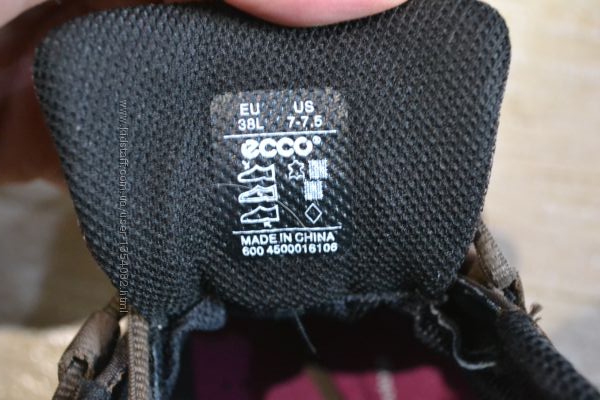 EU US
38L 7-7.5
ecco®
MADE IN CHINA
600 4500016106